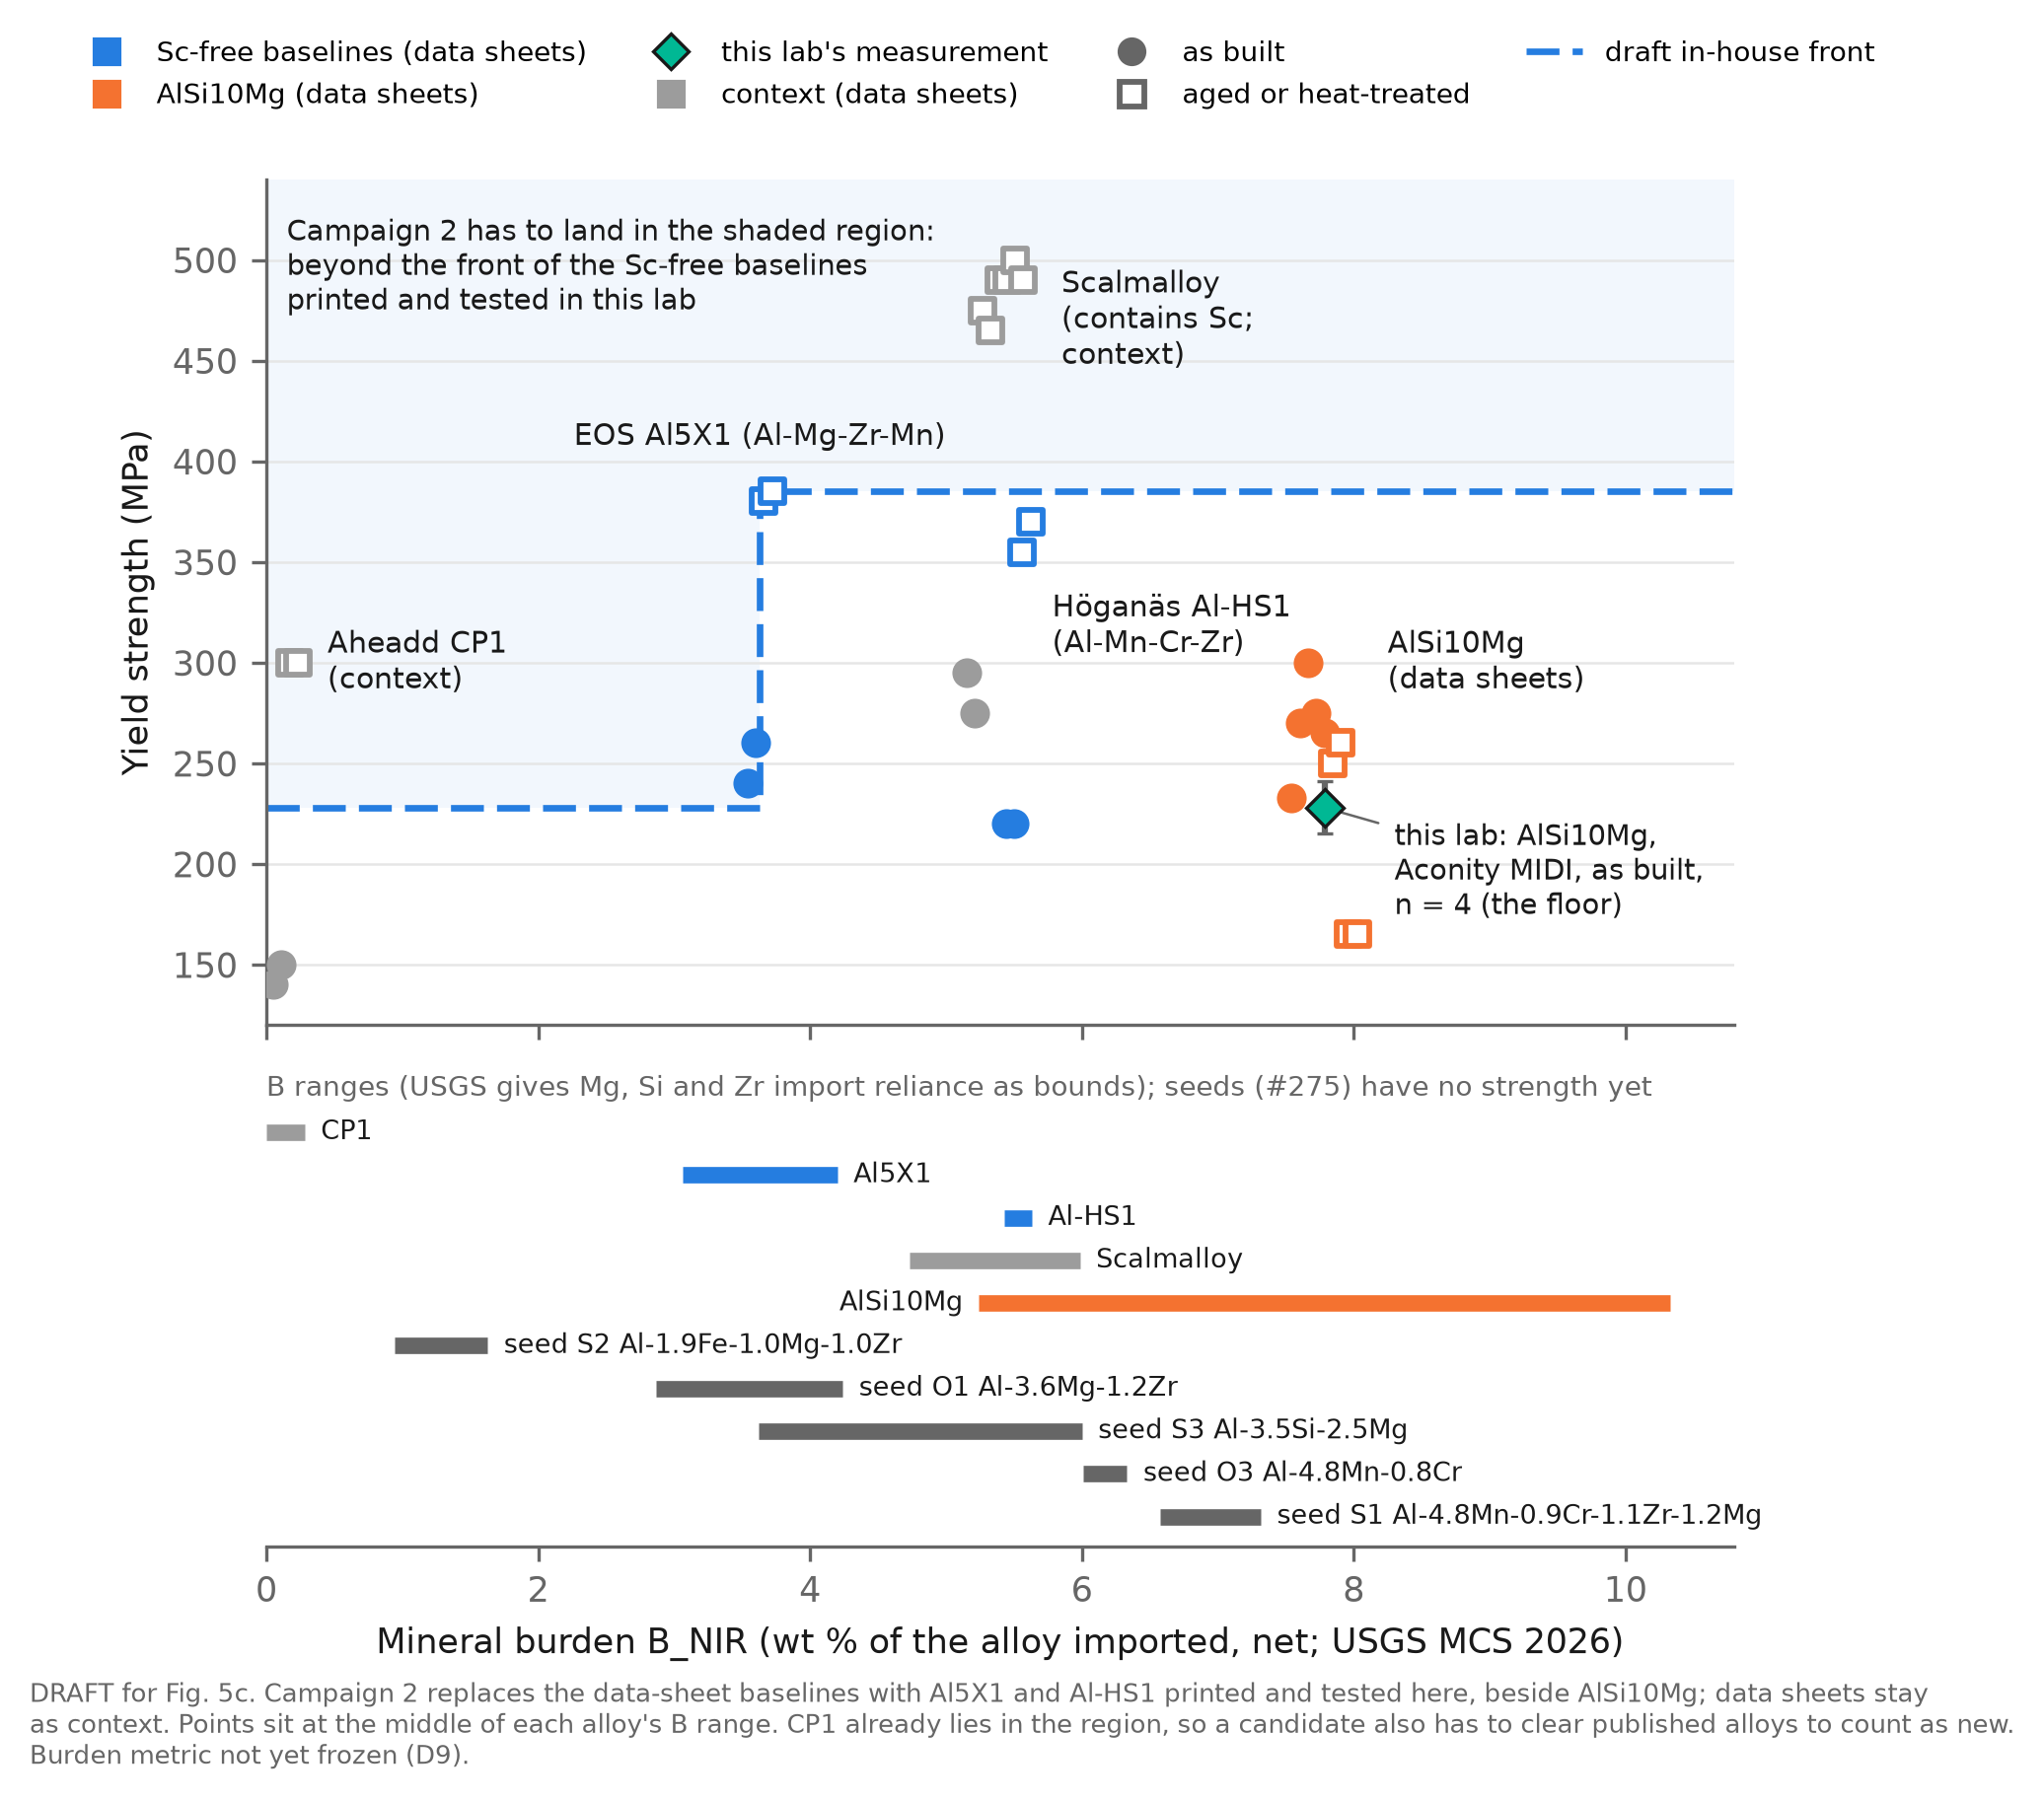 Sc-free baselines (data sheets)
AlSi10Mg (data sheets)
this lab's measurement
context (data sheets)
as built
aged or heat-treated
draft in-house front
Campaign 2 has to land in the shaded region:
beyond the front of the Sc-free baselines
printed and tested in this lab
Scalmalloy
(contains Sc;
context)
EOS Al5X1 (Al-Mg-Zr-Mn)
Höganäs Al-HS1
(Al-Mn-Cr-Zr)
Aheadd CP1
(context)
AlSi10Mg
(data sheets)
this lab: AlSi10Mg,
Aconity MIDI, as built,
n = 4 (the floor)
500
450
400
350
300
250
200
150
Yield strength (MPa)
B ranges (USGS gives Mg, Si and Zr import reliance as bounds); seeds (#275) have no strength yet
CP1
Al5X1
Al-HS1
Scalmalloy
AlSi10Mg
seed S2 Al-1.9Fe-1.0Mg-1.0Zr
seed O1 Al-3.6Mg-1.2Zr
seed S3 Al-3.5Si-2.5Mg
seed O3 Al-4.8Mn-0.8Cr
seed S1 Al-4.8Mn-0.9Cr-1.1Zr-1.2Mg
0 2 4 6 8 10
Mineral burden B_NIR (wt % of the alloy imported, net; USGS MCS 2026)
DRAFT for Fig. 5c. Campaign 2 replaces the data-sheet baselines with Al5X1 and Al-HS1 printed and tested here, beside AlSi10Mg; data sheets stay
as context. Points sit at the middle of each alloy's B range. CP1 already lies in the region, so a candidate also has to clear published alloys to count as new.
Burden metric not yet frozen (D9).